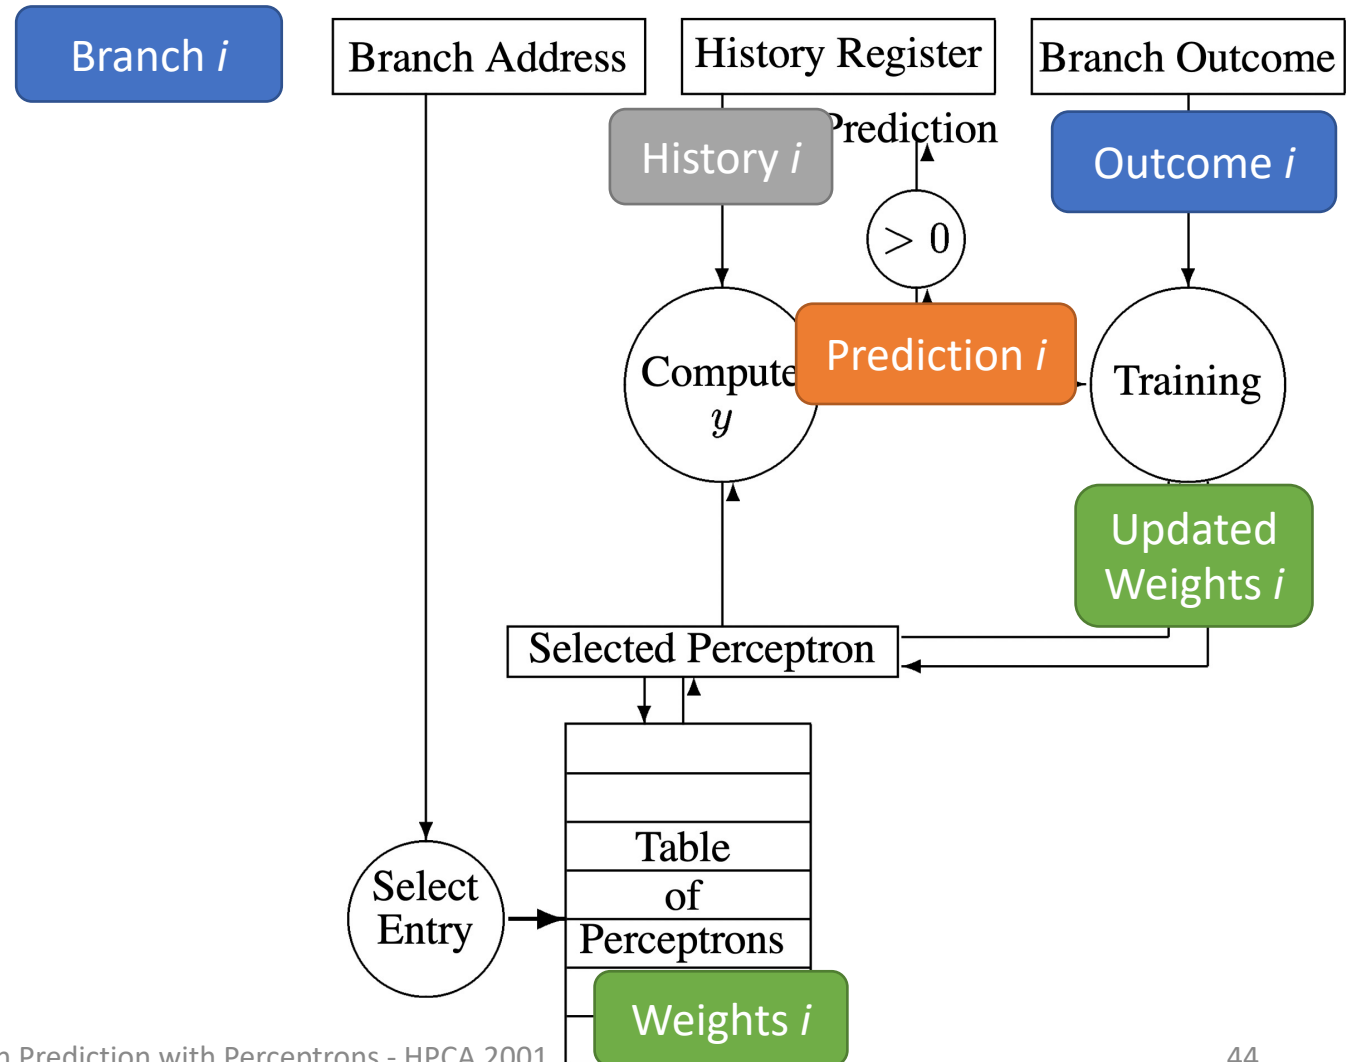 Branch i
Branch Address
History Register
Branch Outcome
Prediction
History i
Outcome i
> 0
Prediction i
Compute
y
Training
Updated
Weights i
Selected Perceptron
Table
of
Perceptrons
Select
Entry
Weights i
Prediction with Perceptrons - HPCA 2001
44